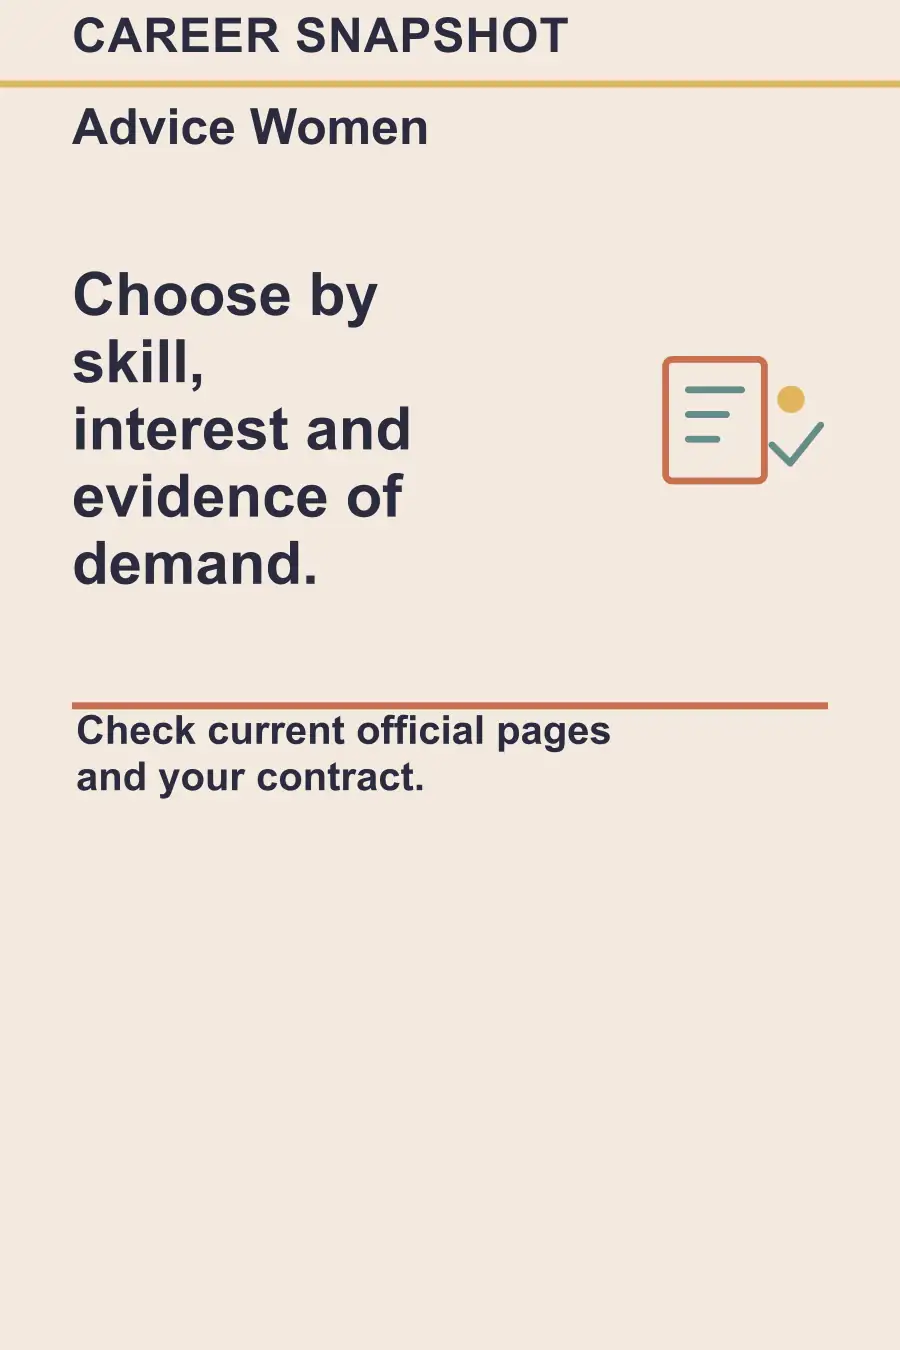 CAREER SNAPSHOT
Advice Women
Choose by
skill,
interest and
evidence of
demand.
Check current official pages
and your contract.